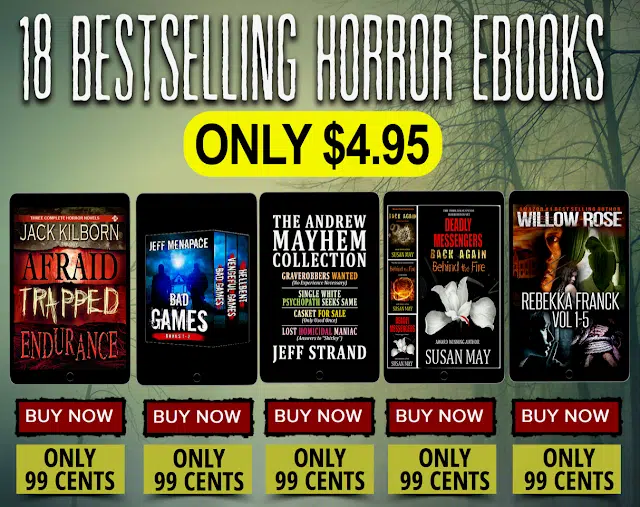 18 BESTSELLING HORROR EBOOKS
ONLY $4.95
THREE COMPLETE HORROR NOVELS
JACK KILBORN
AFRAID
TRAPPED
ENDURANCE
JEFF MENAPACE
BAD
GAMES
BOOKS 1-3
BAD GAMES
VENGEFUL GAMES
HELLBENT
THE ANDREW
MAYHEM
COLLECTION
GRAVEROBBERS WANTED
(No Experience Necessary)
SINGLE WHITE
PSYCHOPATH SEEKS SAME
CASKET FOR SALE
(Only Used Once)
LOST HOMICIDAL MANIAC
(Answers to "Shirley")
JEFF STRAND
BACK AGAIN
SUSAN MAY
Behind the Fire
SUSAN MAY
DEADLY
MESSENGERS
SUSAN MAY
DEADLY
MESSENGERS
BACK AGAIN
Behind the Fire
AWARD WINNING AUTHOR
SUSAN MAY
AMAZON #1 BEST SELLING AUTHOR
WILLOW ROSE
REBEKKA FRANCK
VOL 1-5
BUY NOW
BUY NOW
BUY NOW
BUY NOW
BUY NOW
ONLY
99 CENTS
ONLY
99 CENTS
ONLY
99 CENTS
ONLY
99 CENTS
ONLY
99 CENTS